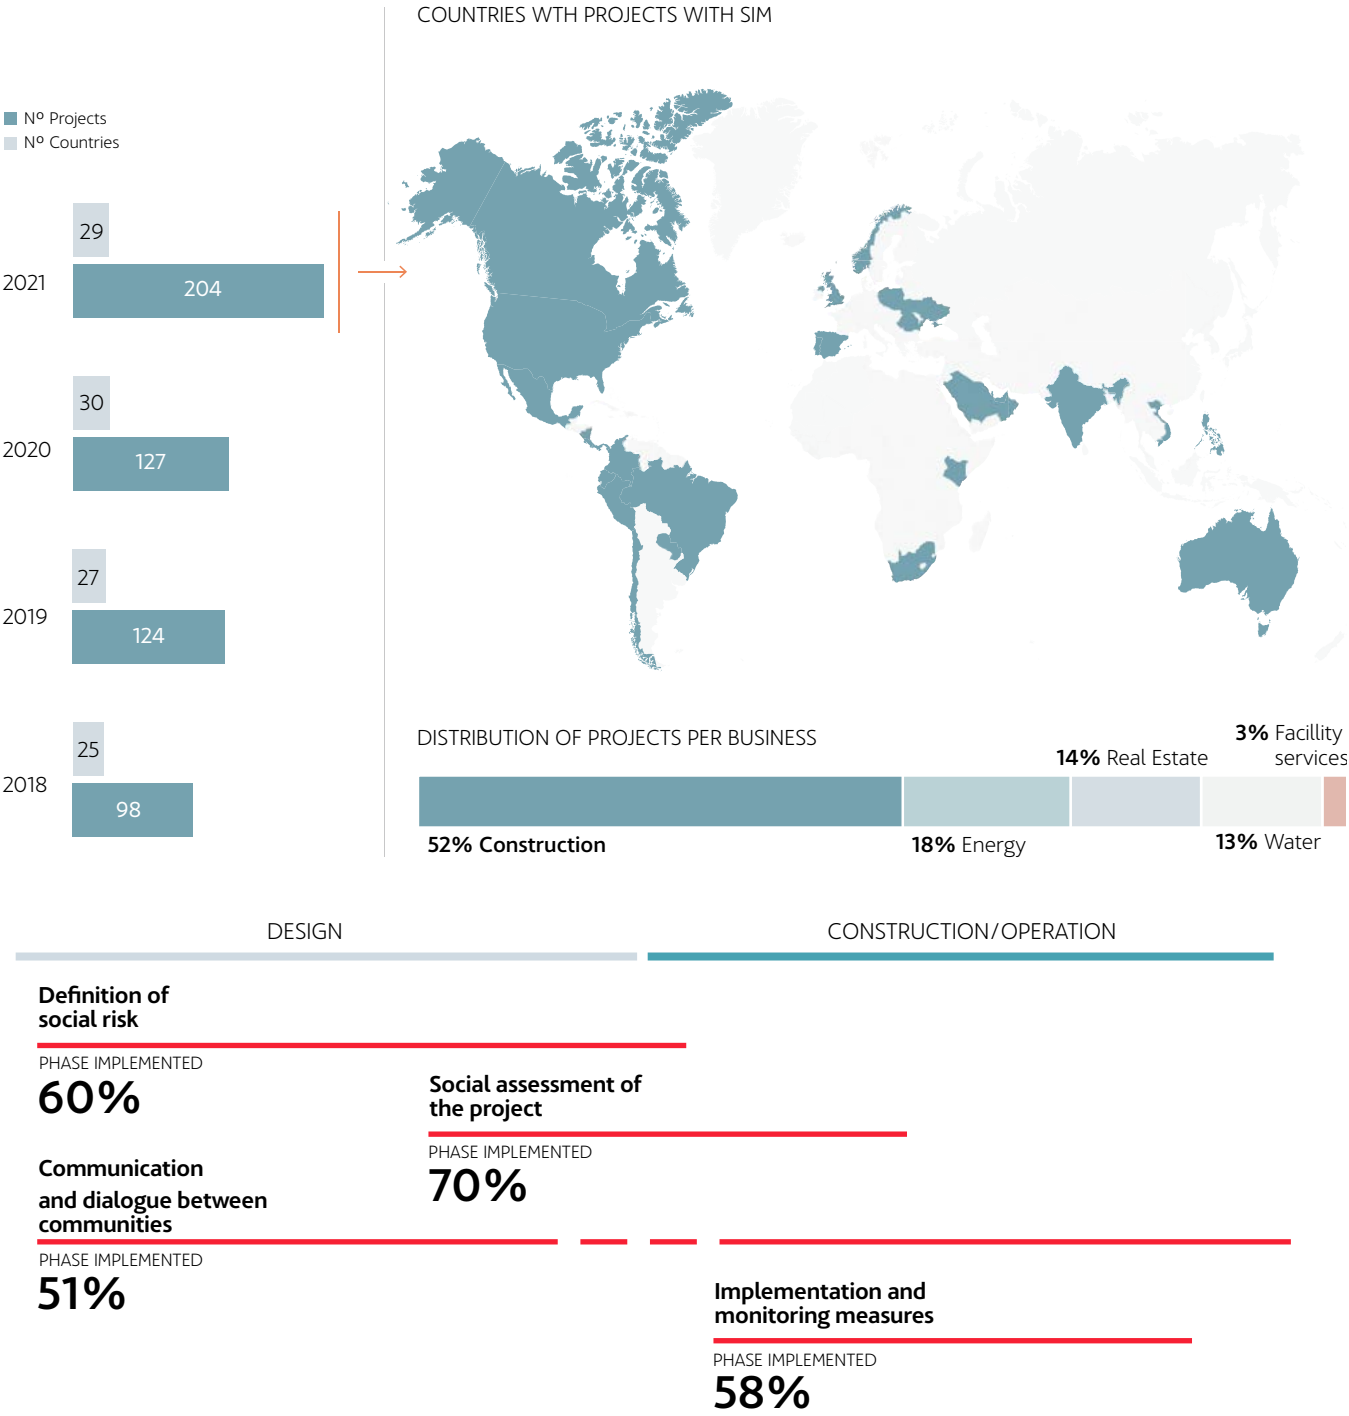 COUNTRIES WTH PROJECTS WITH SIM
Nº Projects
Nº Countries
29
2021
204
30
2020
127
27
2019
124
25
2018
98
DISTRIBUTION OF PROJECTS PER BUSINESS
3% Facillity
services
14% Real Estate
52% Construction
18% Energy
13% Water
DESIGN
CONSTRUCTION/OPERATION
Definition of
social risk
PHASE IMPLEMENTED
60%
Social assessment of
the project
PHASE IMPLEMENTED
70%
Communication
and dialogue between
communities
PHASE IMPLEMENTED
51%
Implementation and
monitoring measures
PHASE IMPLEMENTED
58%